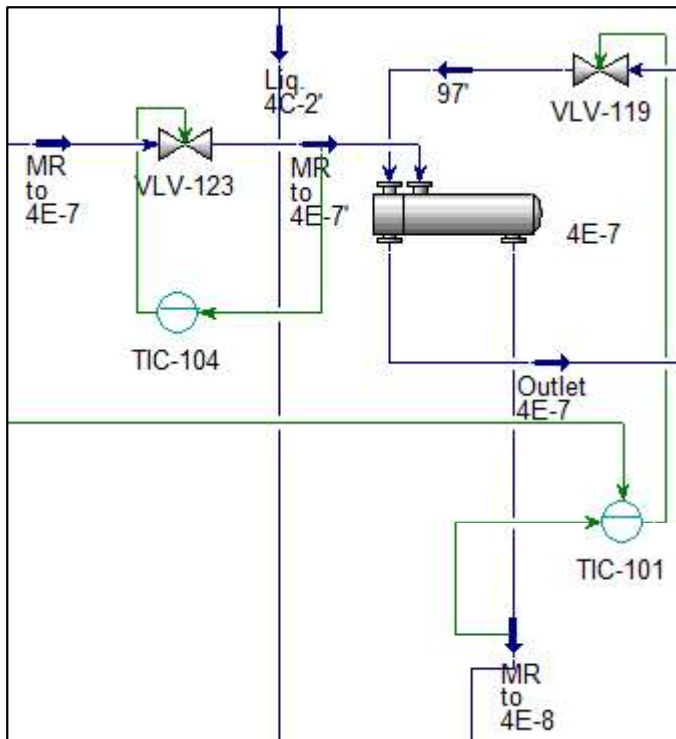 Liq.
4C-2'
97'
VLV-119
MR
to
4E-7
VLV-123
MR
to
4E-7'
4E-7
TIC-104
Outlet
4E-7
TIC-101
MR
to
4E-8